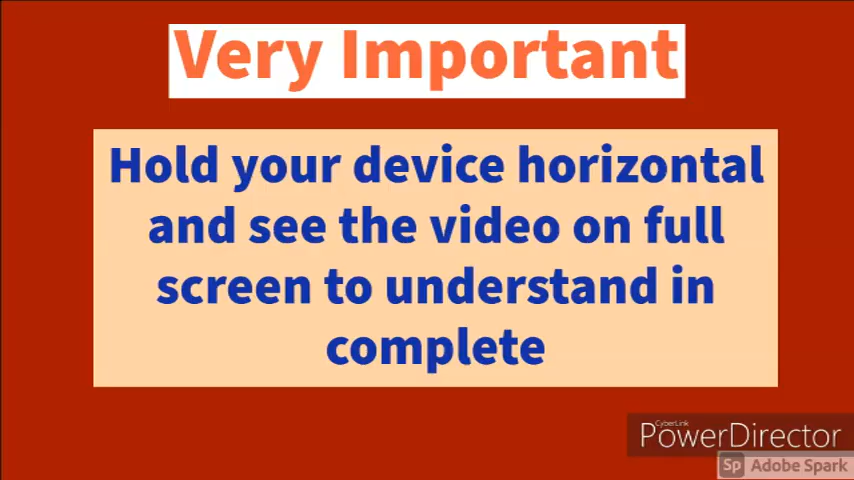 Very Important
Hold your device horizontal
and see the video on full
screen to understand in
complete
CyberLink
PowerDirector
Sp Adobe Spark